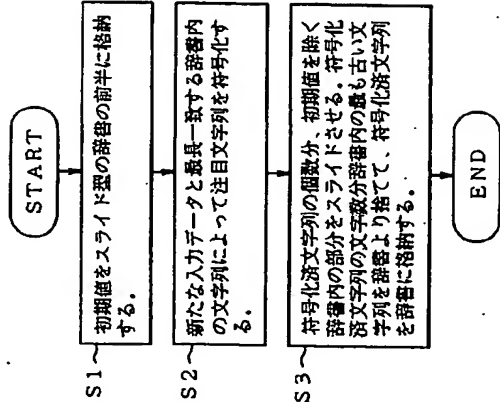 START
S1
初期値をスライド型の辞書の前半に格納
する。
S2
新たな入力データと最長一致する辞書内
の文字列によって注目文字列を符号化す
る。
S3
符号化済文字列の個数分、初期値を除く
辞書内の部分をスライドさせる。符号化
済文字列の文字数分辞書内の最も古い文
字列を辞書より捨てて、符号化済文字列
を辞書に格納する。
END